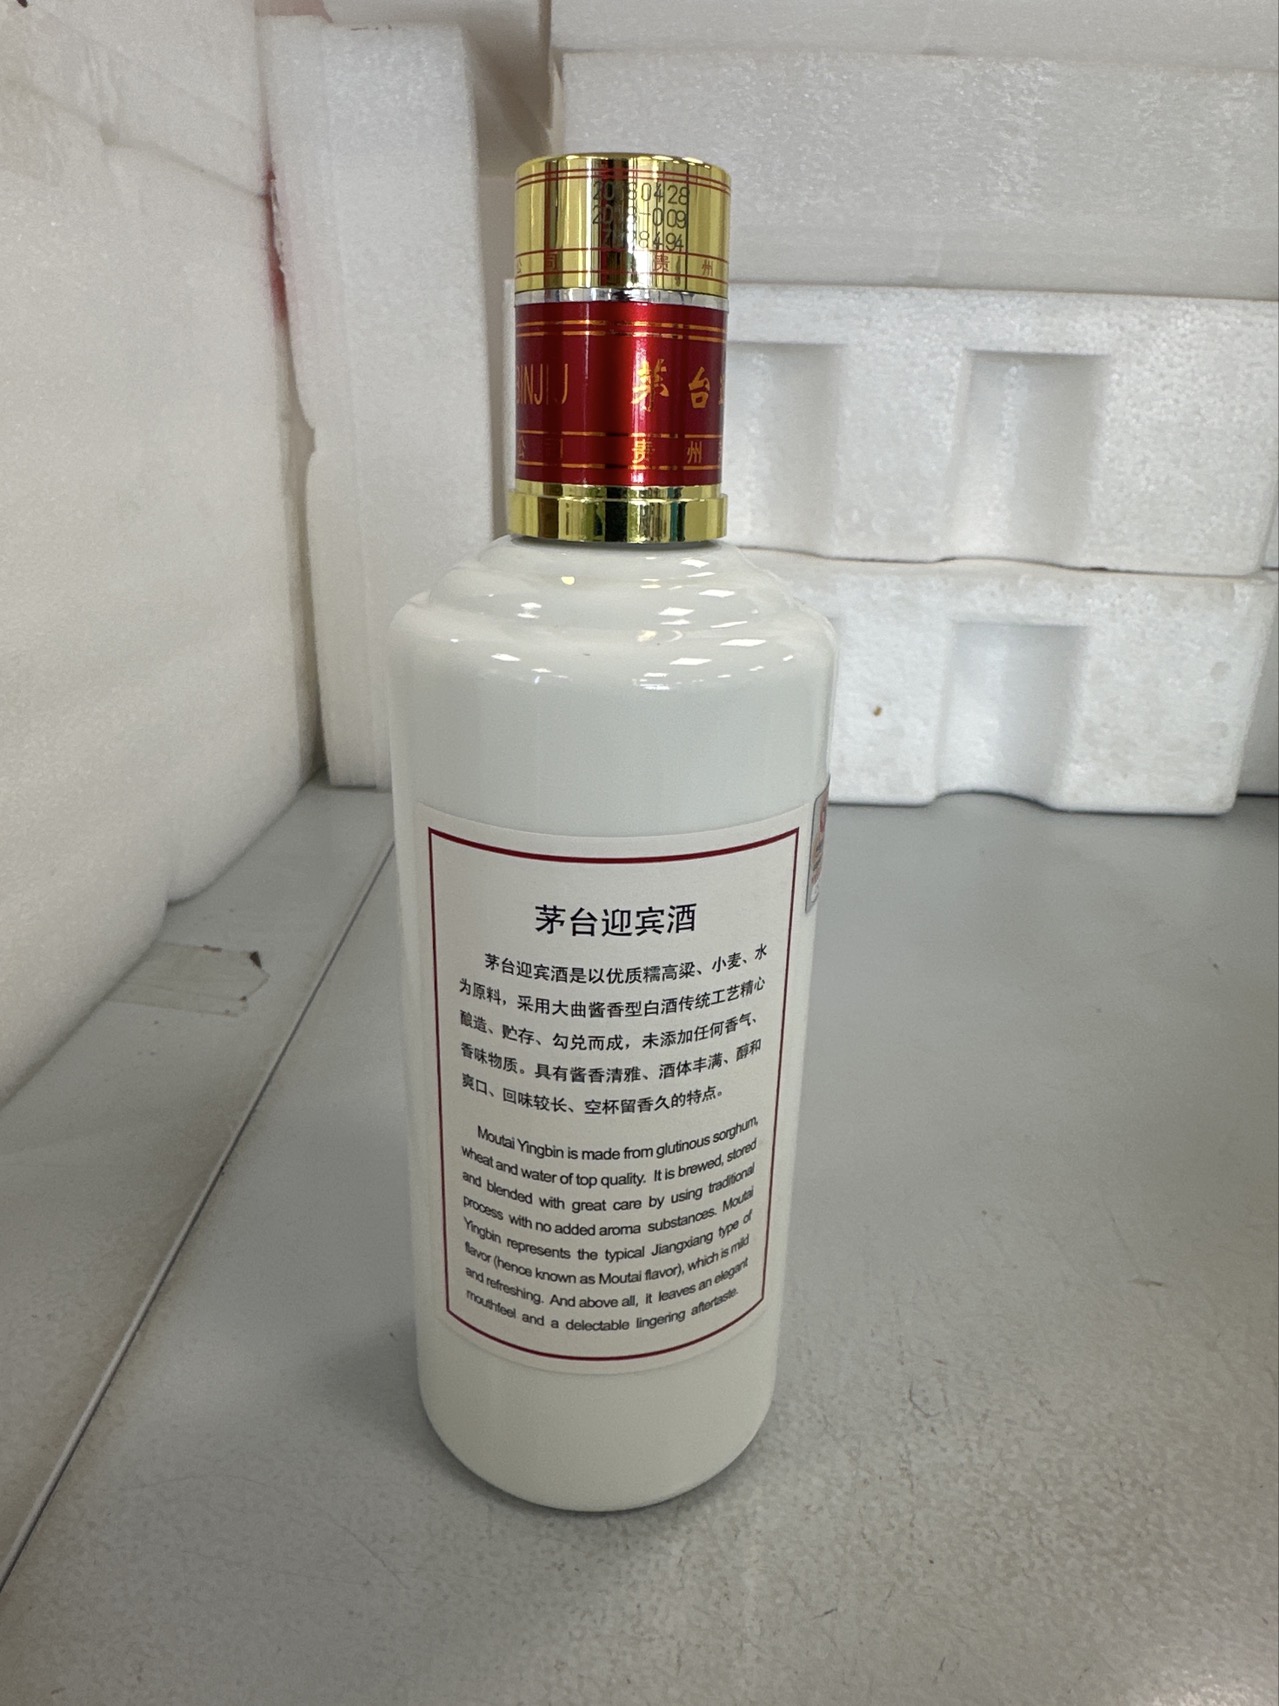 20180428
2018-009
公司 贵州
BINJIU 茅台
公司 贵州
茅台迎宾酒
茅台迎宾酒是以优质糯高粱、小麦、水
为原料，采用大曲酱香型白酒传统工艺精心
酿造、贮存、勾兑而成，未添加任何香气、
香味物质。具有酱香清雅、酒体丰满、醇和
爽口、回味较长、空杯留香久的特点。
Moutai Yingbin is made from glutinous sorghum,
wheat and water of top quality. It is brewed, stored
and blended with great care by using traditional
process with no added aroma substances. Moutai
Yingbin represents the typical Jiangxiang type of
flavor (hence known as Moutai flavor), which is mild
and refreshing. And above all, it leaves an elegant
mouthfeel and a delectable lingering aftertaste.